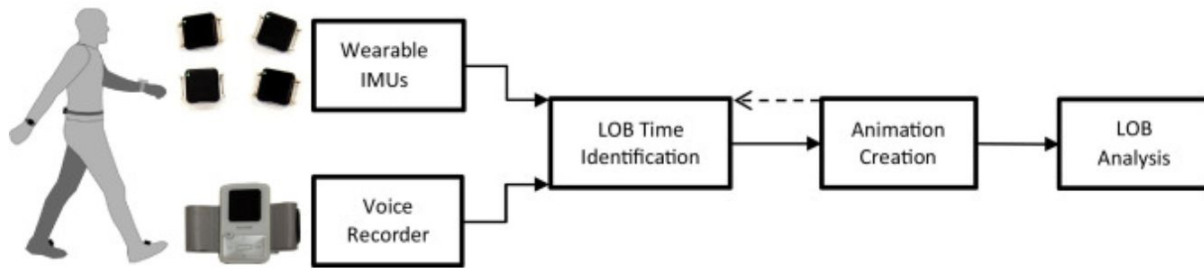 Wearable
IMUs
LOB Time
Identification
Animation
Creation
LOB
Analysis
Voice
Recorder